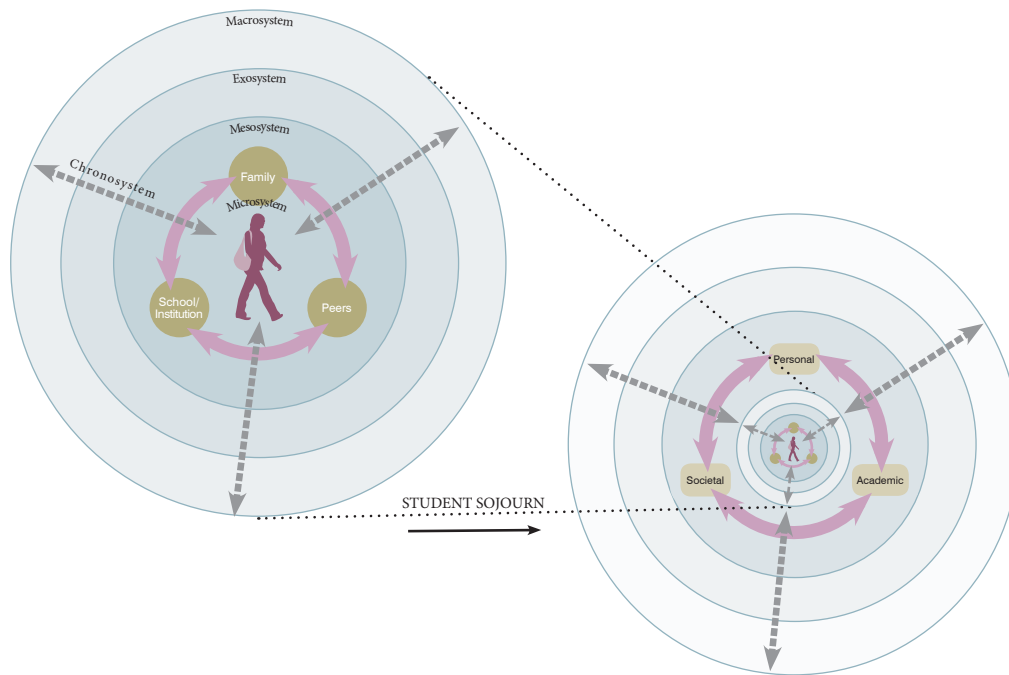 Macrosystem
Exosystem
Mesosystem
Chronosystem
Family
Microsystem
School/
Institution
Peers
STUDENT SOJOURN
Personal
Societal
Academic